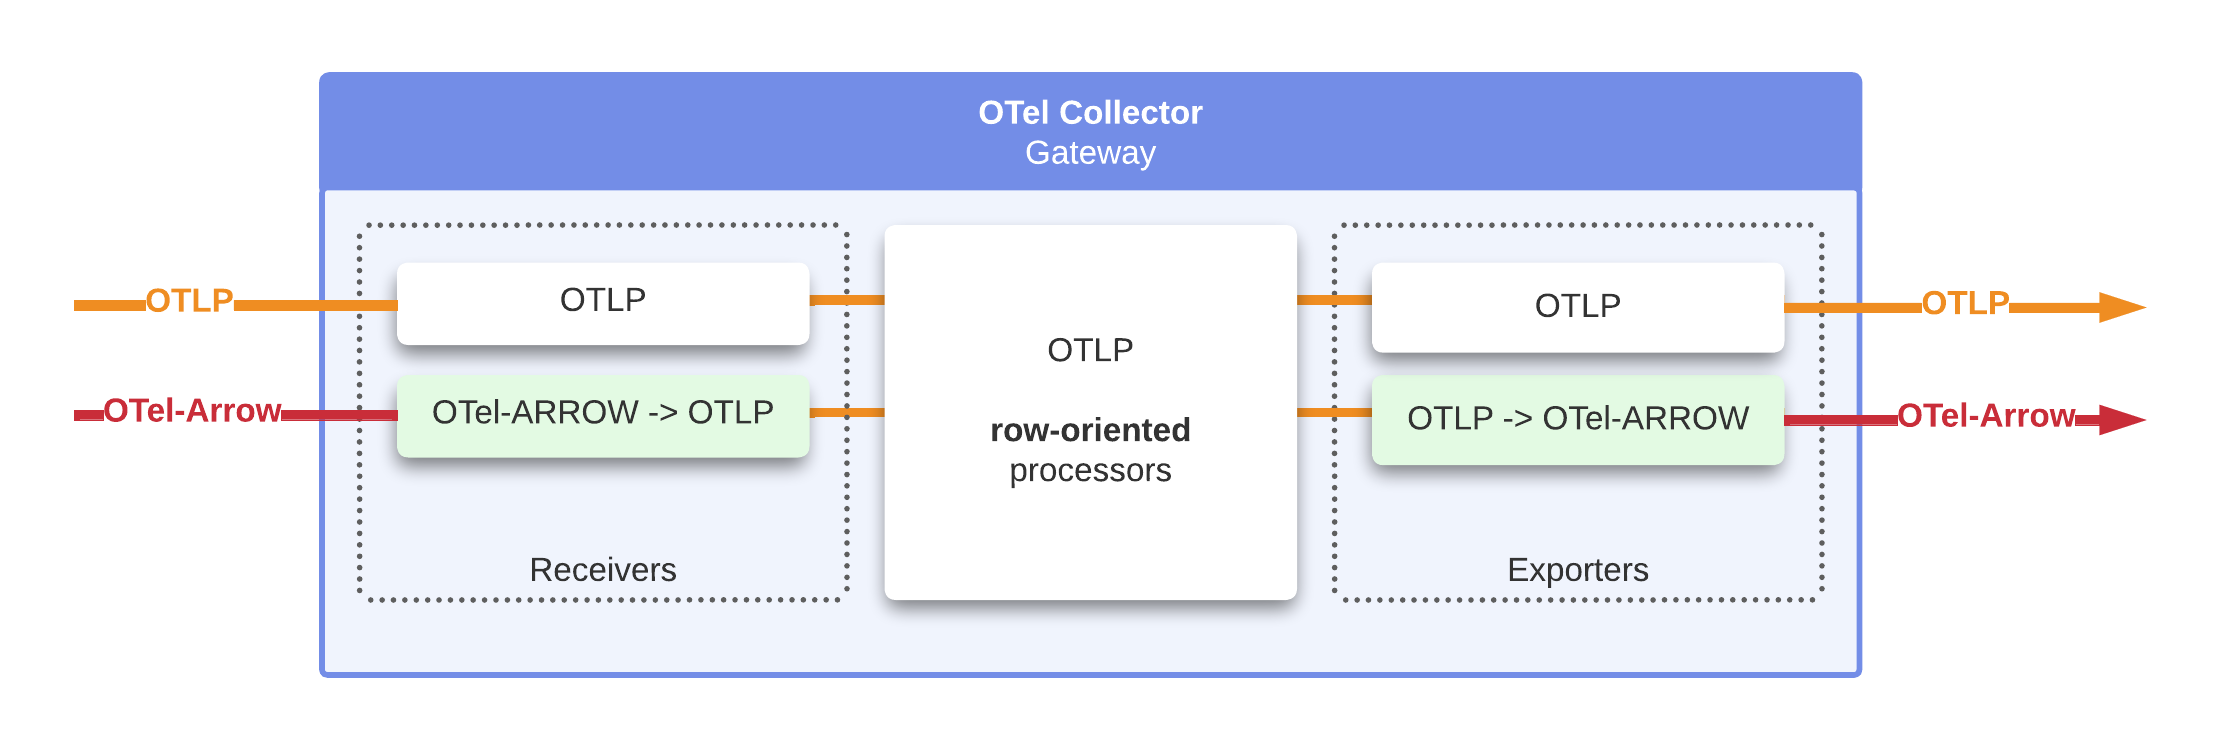 OTel Collector
Gateway
OTLP
OTel-Arrow
OTLP
OTel-ARROW -> OTLP
Receivers
OTLP
row-oriented
processors
OTLP
OTLP -> OTel-ARROW
Exporters
OTLP
OTel-Arrow